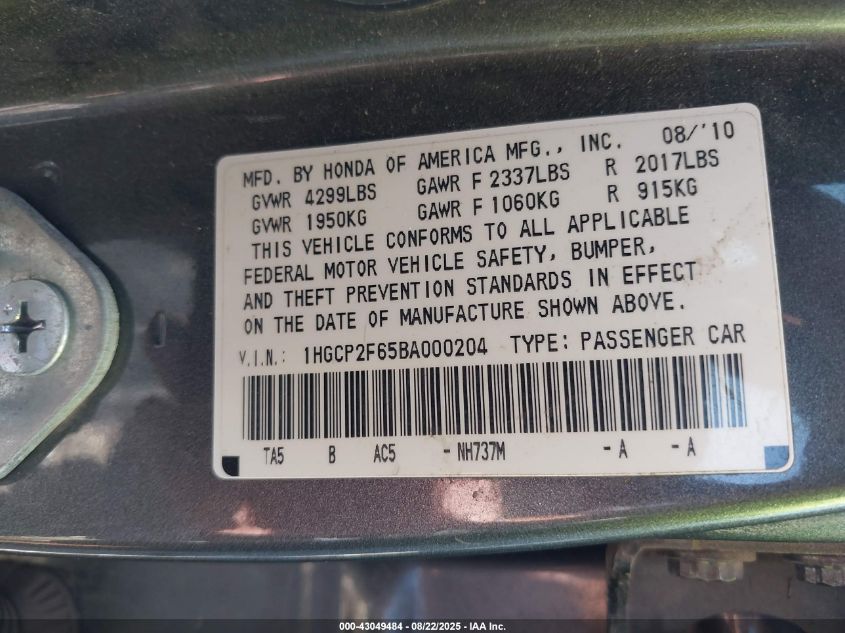 MFD. BY HONDA OF AMERICA MFG., INC. 08/'10
GVWR 4299LBS GAWR F 2337LBS R 2017LBS
GVWR 1950KG GAWR F 1060KG R 915KG
THIS VEHICLE CONFORMS TO ALL APPLICABLE
FEDERAL MOTOR VEHICLE SAFETY, BUMPER,
AND THEFT PREVENTION STANDARDS IN EFFECT
ON THE DATE OF MANUFACTURE SHOWN ABOVE.
V.I.N.: 1HGCP2F65BA000204 TYPE: PASSENGER CAR
TA5 B AC5 - NH737M - A - A
000-43049484 - 08/22/2025 - IAA Inc.